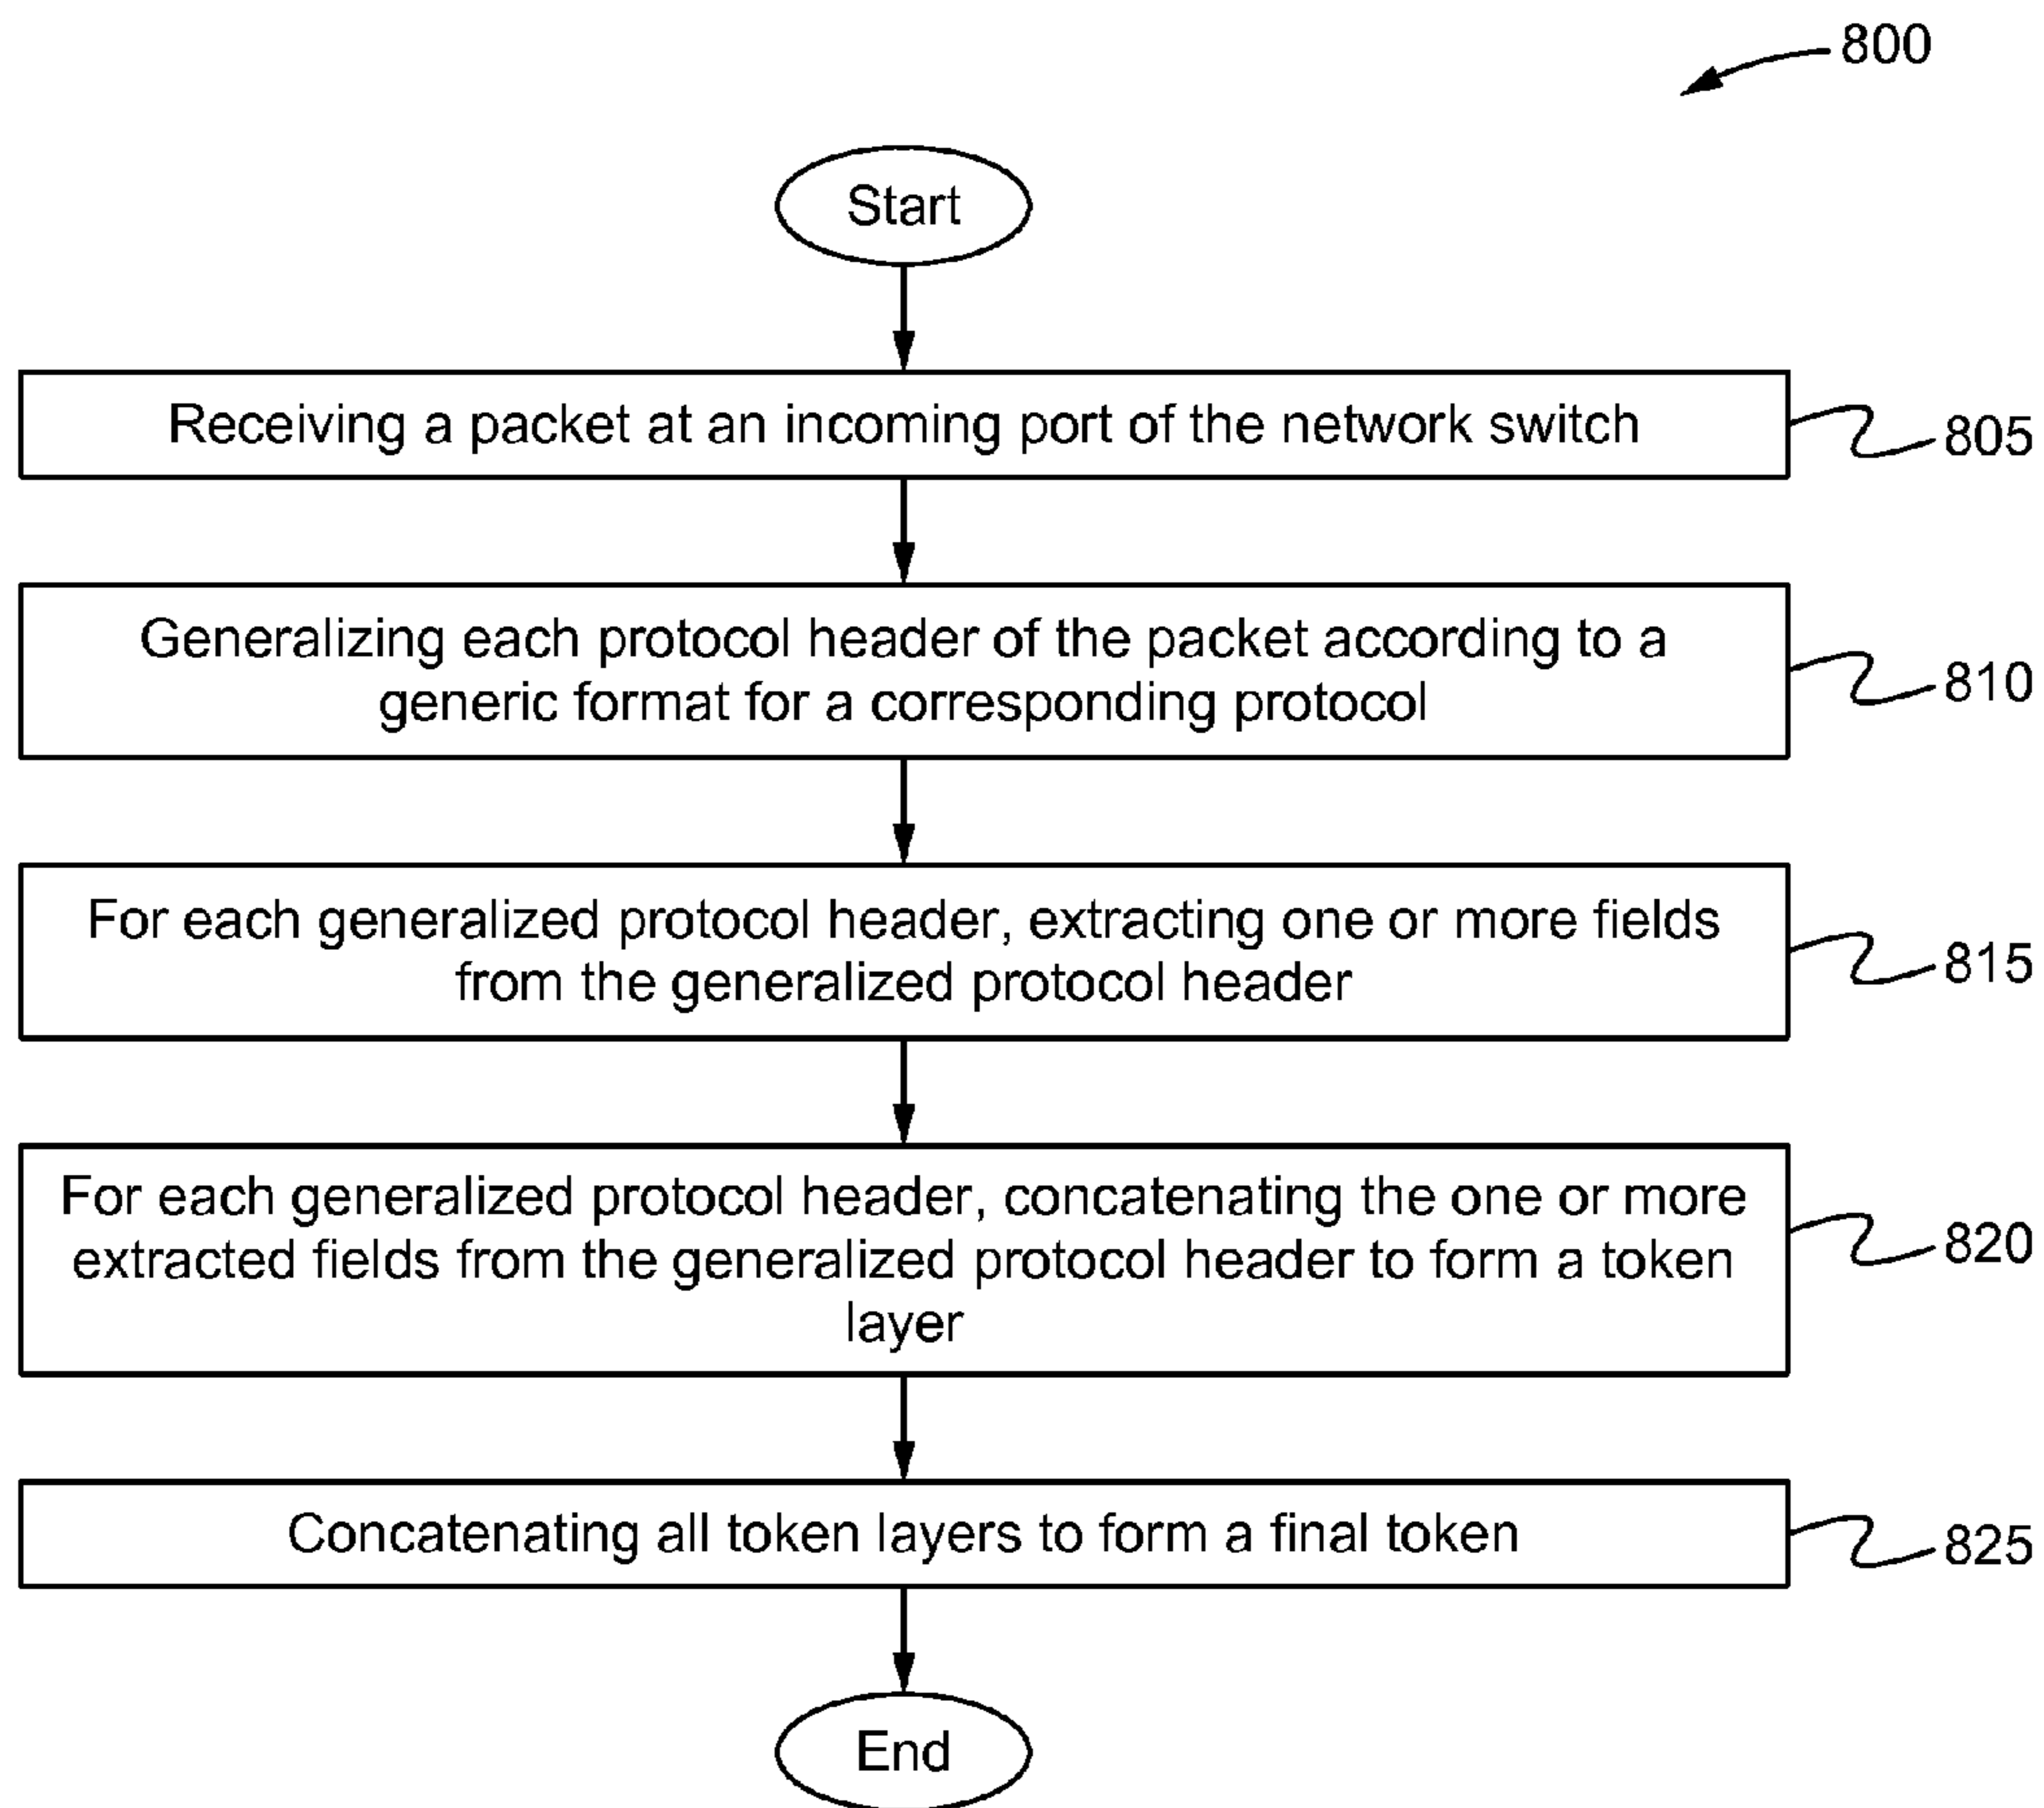 800
Start
Receiving a packet at an incoming port of the network switch
805
Generalizing each protocol header of the packet according to a
generic format for a corresponding protocol
810
For each generalized protocol header, extracting one or more fields
from the generalized protocol header
815
For each generalized protocol header, concatenating the one or more
extracted fields from the generalized protocol header to form a token
layer
820
Concatenating all token layers to form a final token
825
End